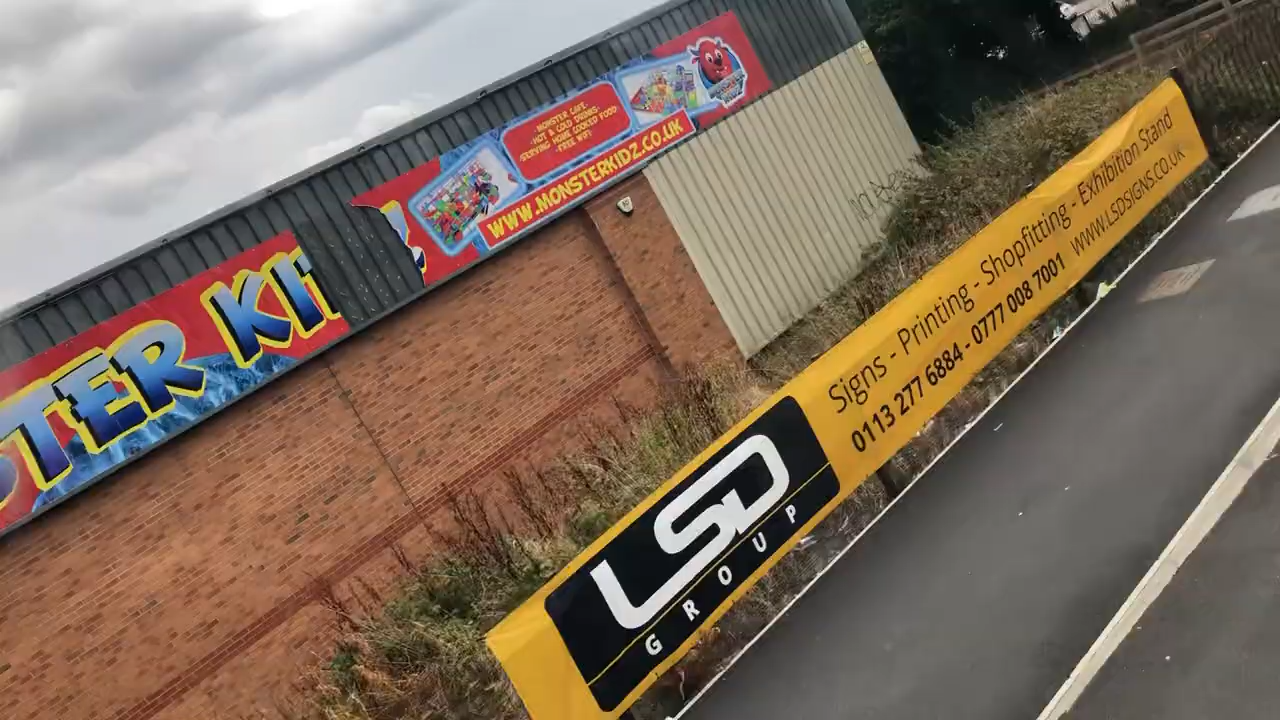 TER KI
MONSTER CAFE
-HOT & COLD DRINKS-
-SERVING HOME COOKED FOOD
-FREE WIFI-
WWW.MONSTERKIDZ.CO.UK
LSD
GROUP
Signs - Printing - Shopfitting - Exhibition Stand
0113 277 6884 - 0777 008 7001 WWW.LSDSIGNS.CO.UK